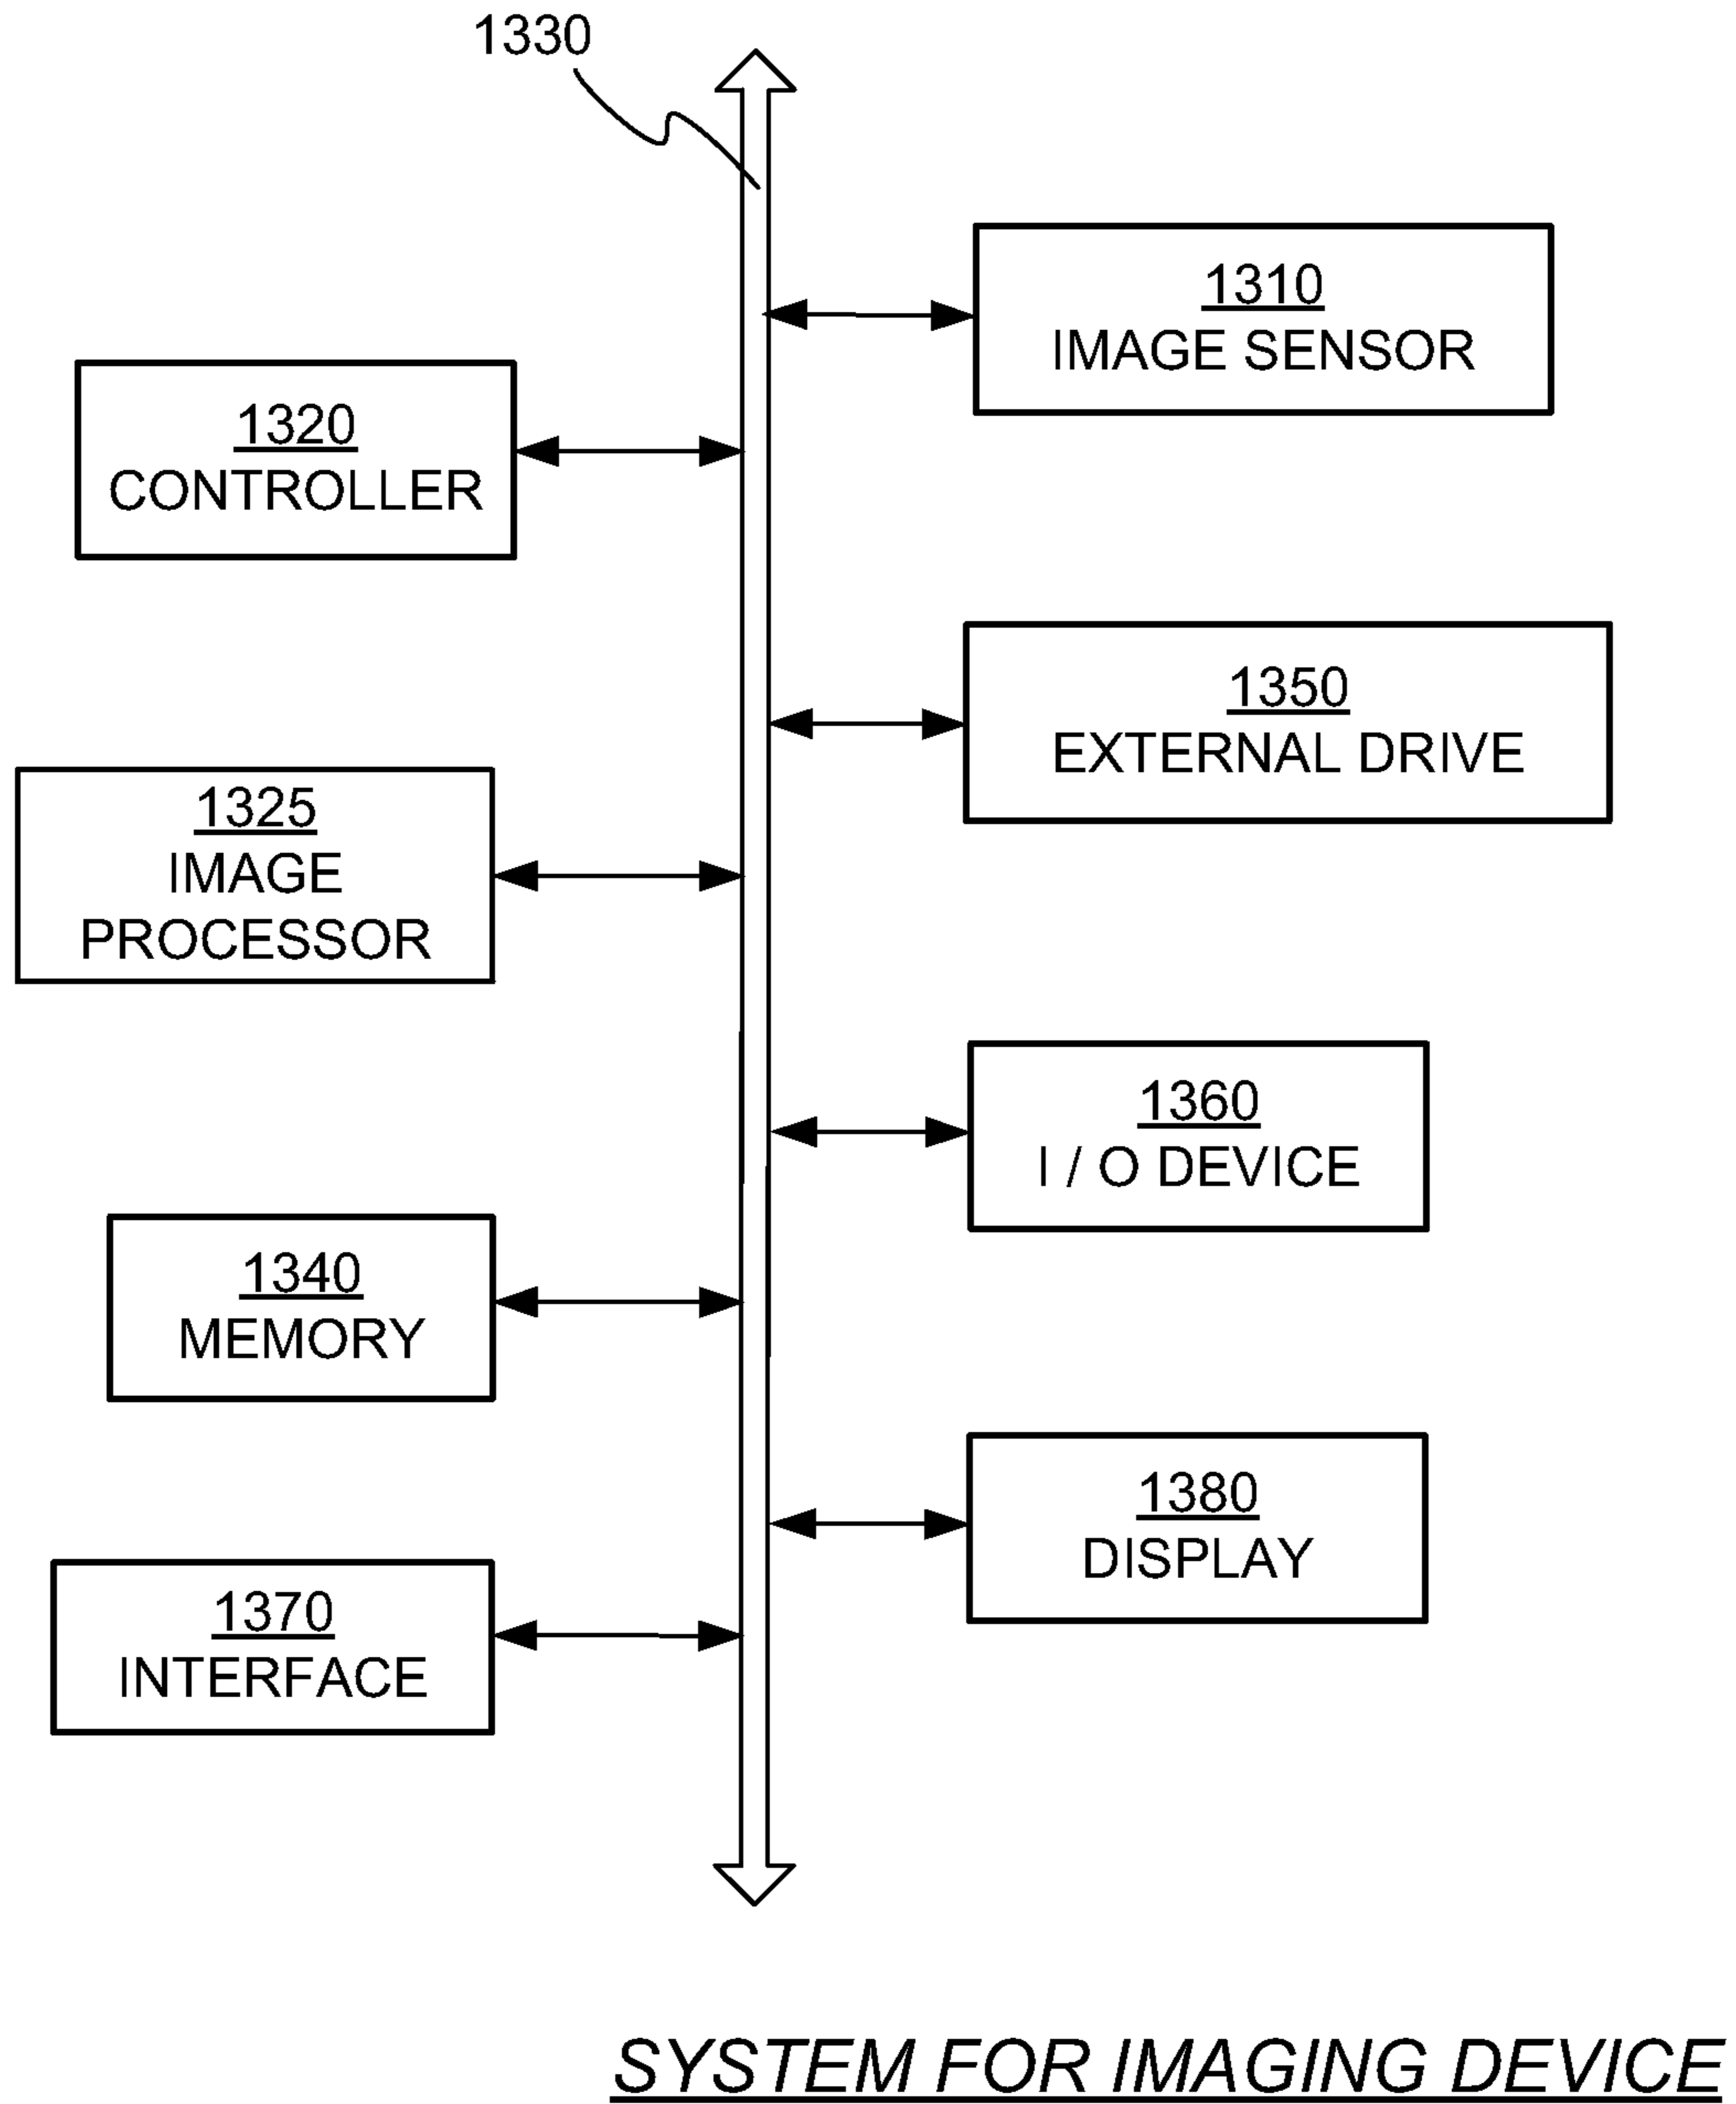 1330
1310
IMAGE SENSOR
1320
CONTROLLER
1350
EXTERNAL DRIVE
1325
IMAGE
PROCESSOR
1360
I / O DEVICE
1340
MEMORY
1380
DISPLAY
1370
INTERFACE
SYSTEM FOR IMAGING DEVICE